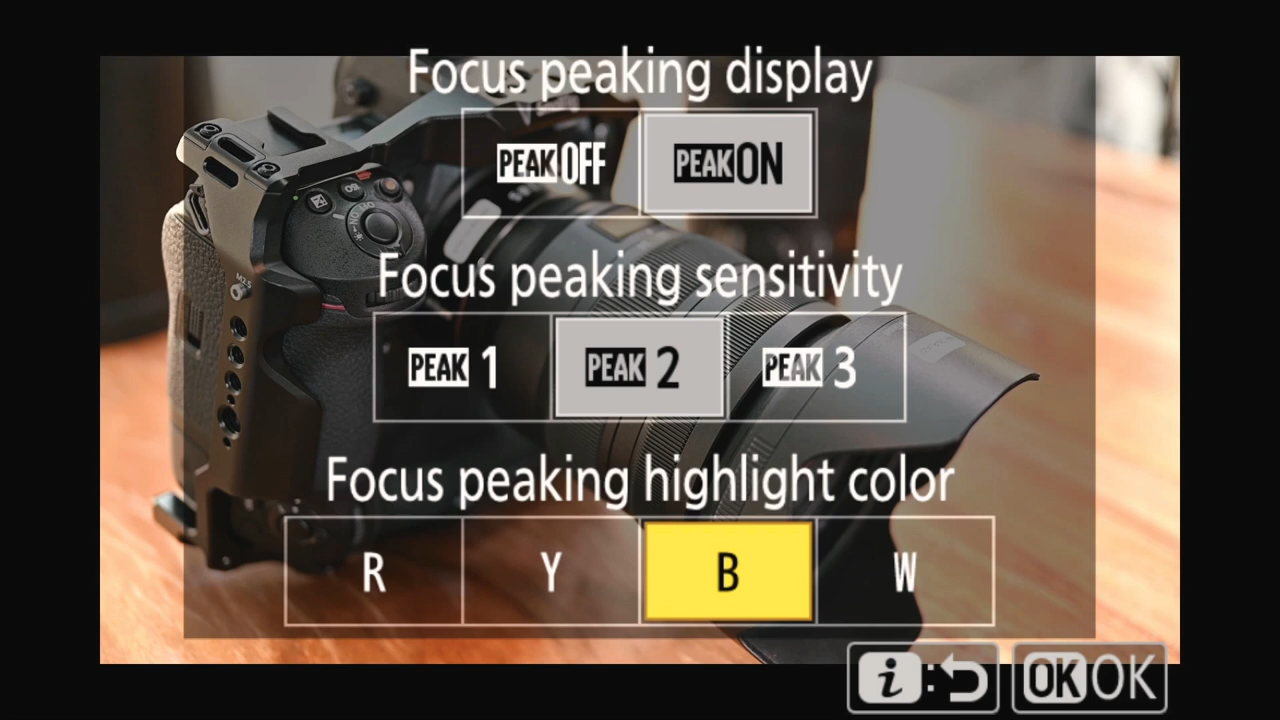 Focus peaking display
PEAK OFF PEAK ON
Focus peaking sensitivity
PEAK 1 PEAK 2 PEAK 3
Focus peaking highlight color
R Y B W
i : OK OK